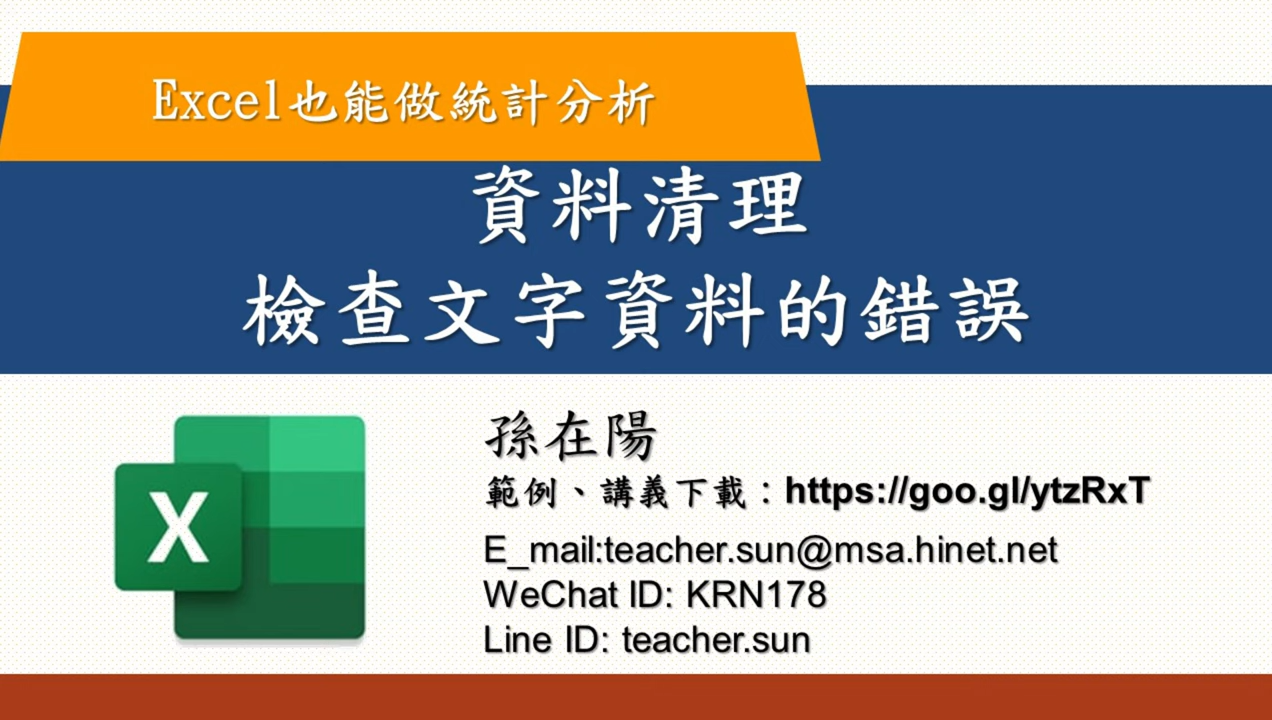 Excel也能做統計分析
資料清理
檢查文字資料的錯誤
X
孫在陽
範例、講義下載：https://goo.gl/ytzRxT
E_mail:teacher.sun@msa.hinet.net
WeChat ID: KRN178
Line ID: teacher.sun